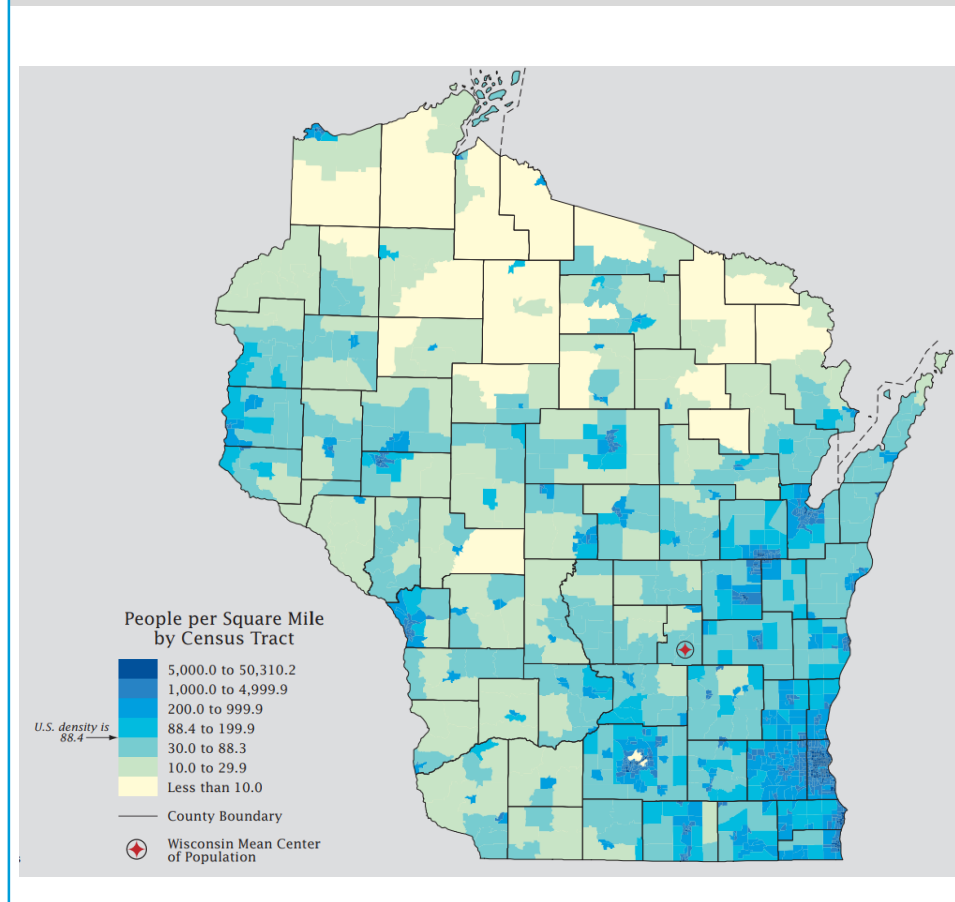 People per Square Mile
by Census Tract
5,000.0 to 50,310.2
1,000.0 to 4,999.9
200.0 to 999.9
88.4 to 199.9
U.S. density is
88.4
30.0 to 88.3
10.0 to 29.9
Less than 10.0
County Boundary
Wisconsin Mean Center
of Population